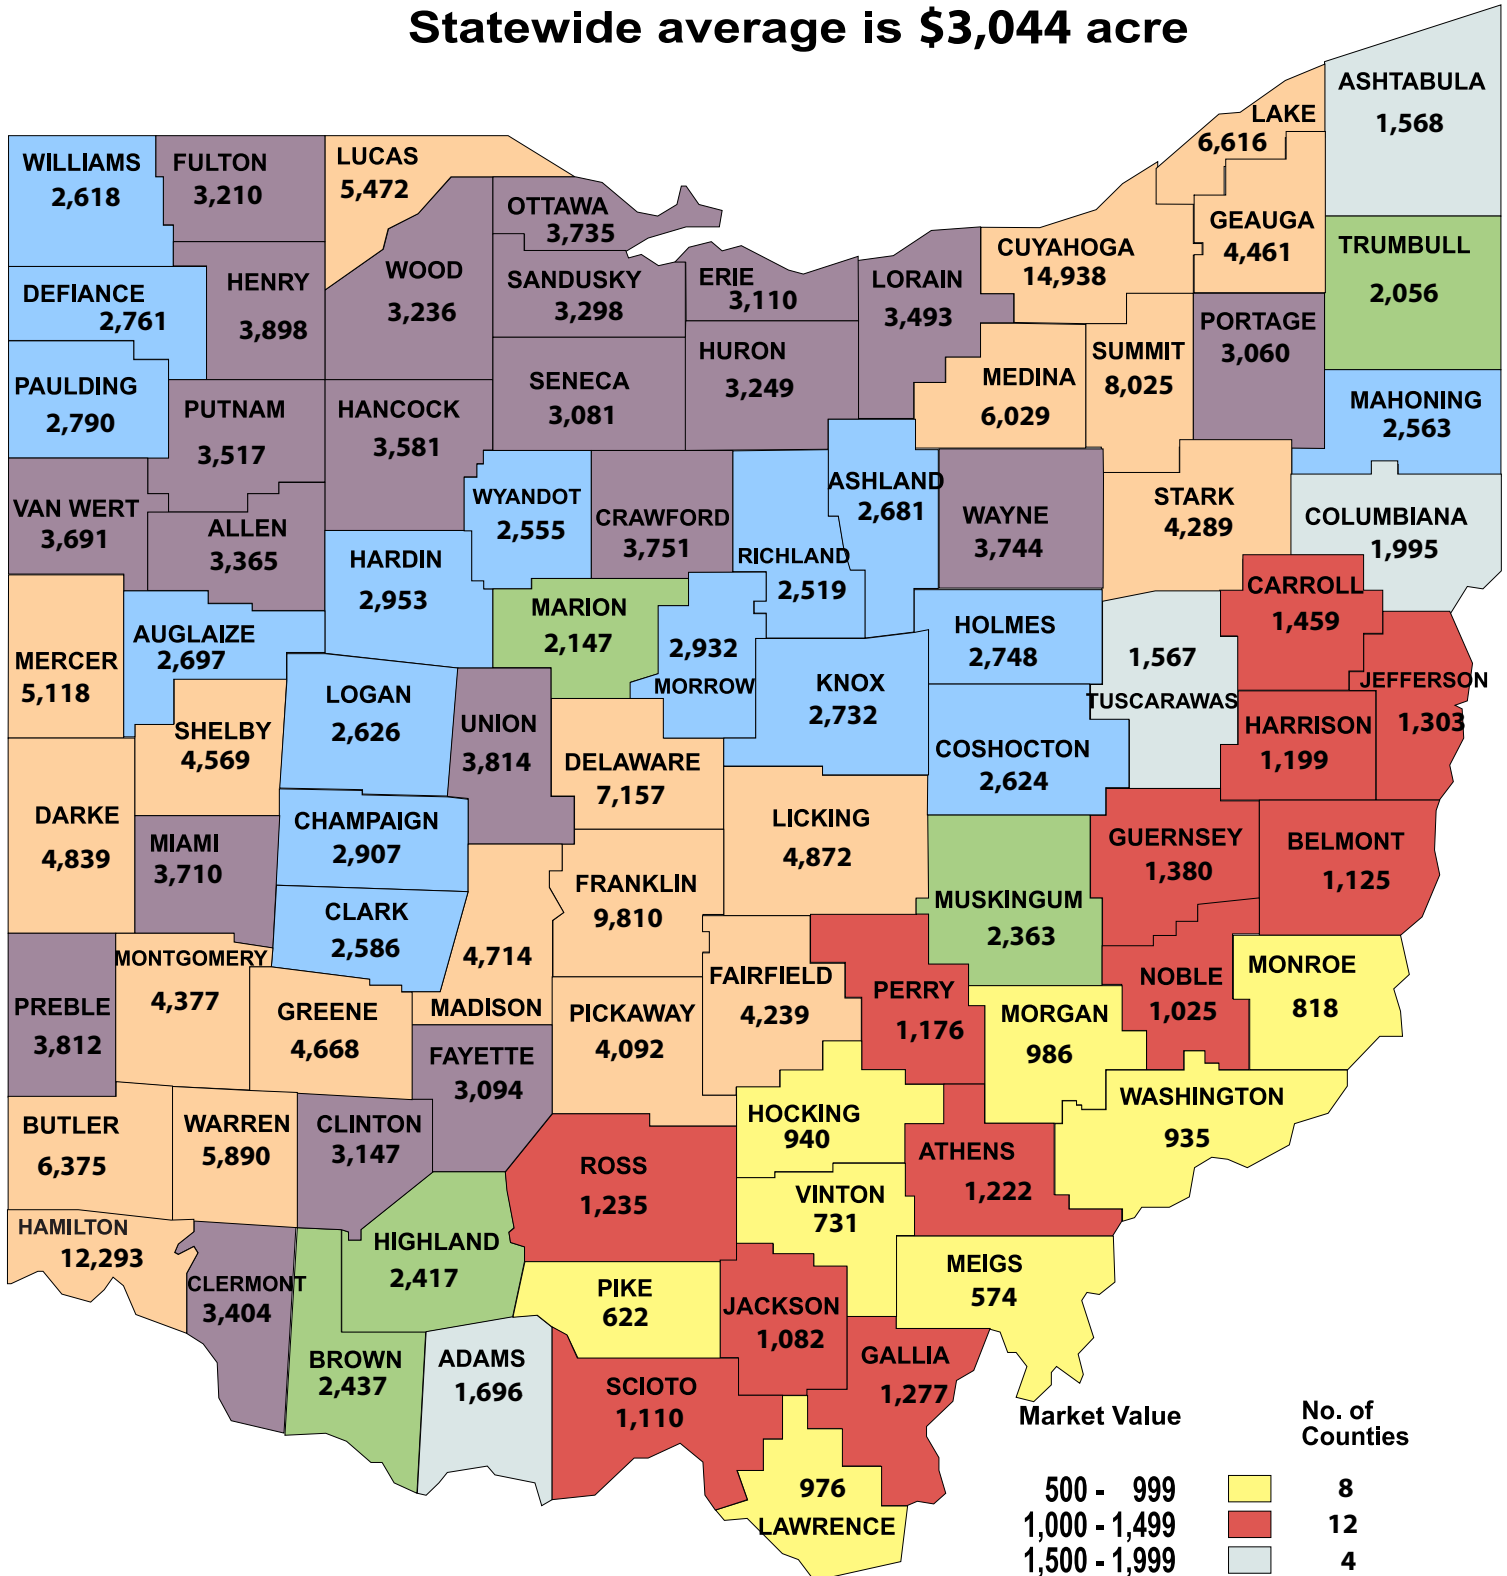 Statewide average is $3,044 acre
ASHTABULA
1,568
LAKE
6,616
WILLIAMS
2,618
FULTON
3,210
LUCAS
5,472
OTTAWA
3,735
GEAUGA
4,461
CUYAHOGA
14,938
TRUMBULL
2,056
DEFIANCE
2,761
HENRY
3,898
WOOD
3,236
SANDUSKY
3,298
ERIE
3,110
LORAIN
3,493
PORTAGE
3,060
PAULDING
2,790
PUTNAM
3,517
HANCOCK
3,581
SENECA
3,081
HURON
3,249
MEDINA
6,029
SUMMIT
8,025
MAHONING
2,563
VAN WERT
3,691
ALLEN
3,365
WYANDOT
2,555
CRAWFORD
3,751
RICHLAND
2,519
ASHLAND
2,681
WAYNE
3,744
STARK
4,289
COLUMBIANA
1,995
HARDIN
2,953
MARION
2,147
CARROLL
1,459
MERCER
5,118
AUGLAIZE
2,697
2,932
MORROW
HOLMES
2,748
1,567
TUSCARAWAS
JEFFERSON
1,303
LOGAN
2,626
UNION
3,814
KNOX
2,732
COSHOCTON
2,624
HARRISON
1,199
SHELBY
4,569
DELAWARE
7,157
DARKE
4,839
MIAMI
3,710
CHAMPAIGN
2,907
LICKING
4,872
GUERNSEY
1,380
BELMONT
1,125
CLARK
2,586
FRANKLIN
9,810
MUSKINGUM
2,363
MONTGOMERY
4,377
4,714
MADISON
FAIRFIELD
4,239
PERRY
1,176
NOBLE
1,025
MONROE
818
PREBLE
3,812
GREENE
4,668
PICKAWAY
4,092
MORGAN
986
FAYETTE
3,094
HOCKING
940
WASHINGTON
935
BUTLER
6,375
WARREN
5,890
CLINTON
3,147
ROSS
1,235
ATHENS
1,222
VINTON
731
HAMILTON
12,293
HIGHLAND
2,417
MEIGS
574
CLERMONT
3,404
PIKE
622
JACKSON
1,082
BROWN
2,437
ADAMS
1,696
SCIOTO
1,110
GALLIA
1,277
976
LAWRENCE
Market Value No. of
Counties
500 - 999 8
1,000 - 1,499 12
1,500 - 1,999 4